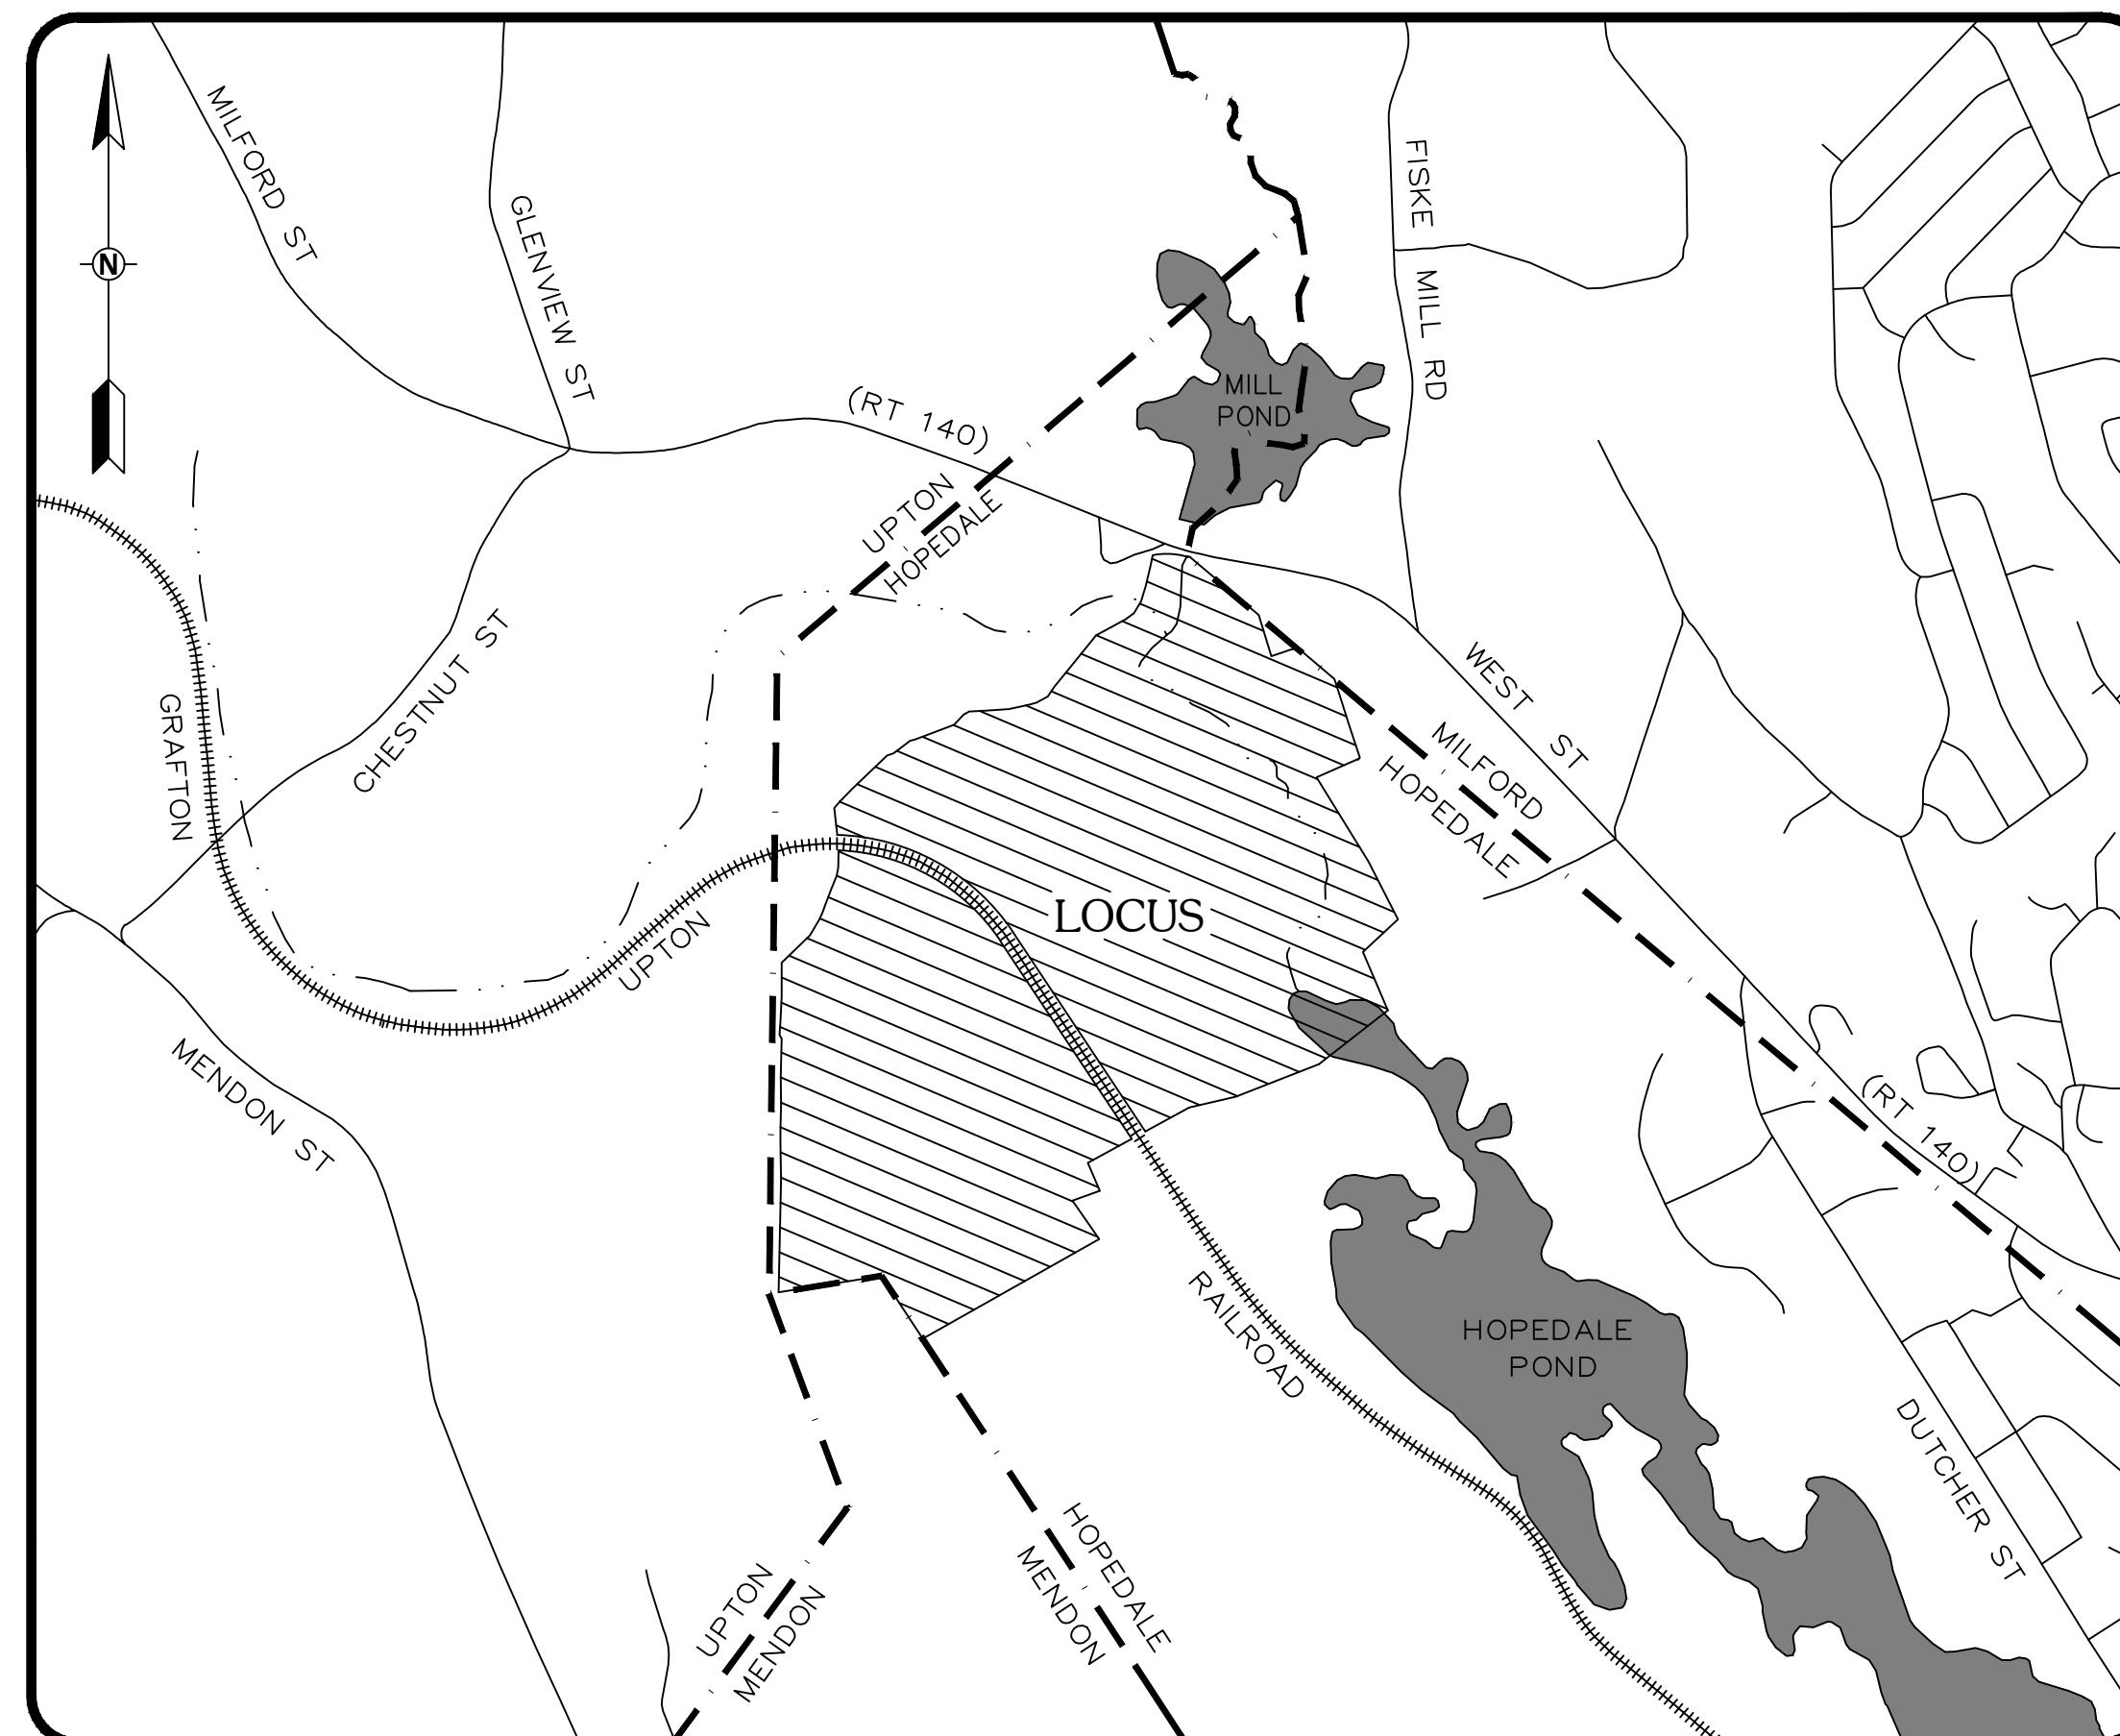 MILFORD ST
GLENVIEW ST
FISKE MILL RD
N
(RT 140)
MILL
POND
UPTON
HOPEDALE
CHESTNUT ST
GRAFTON
WEST ST
MILFORD
HOPEDALE
LOCUS
UPTON
MENDON ST
(RT 140)
RAILROAD
HOPEDALE
POND
DUTCHER ST
UPTON
MENDON
HOPEDALE
MENDON